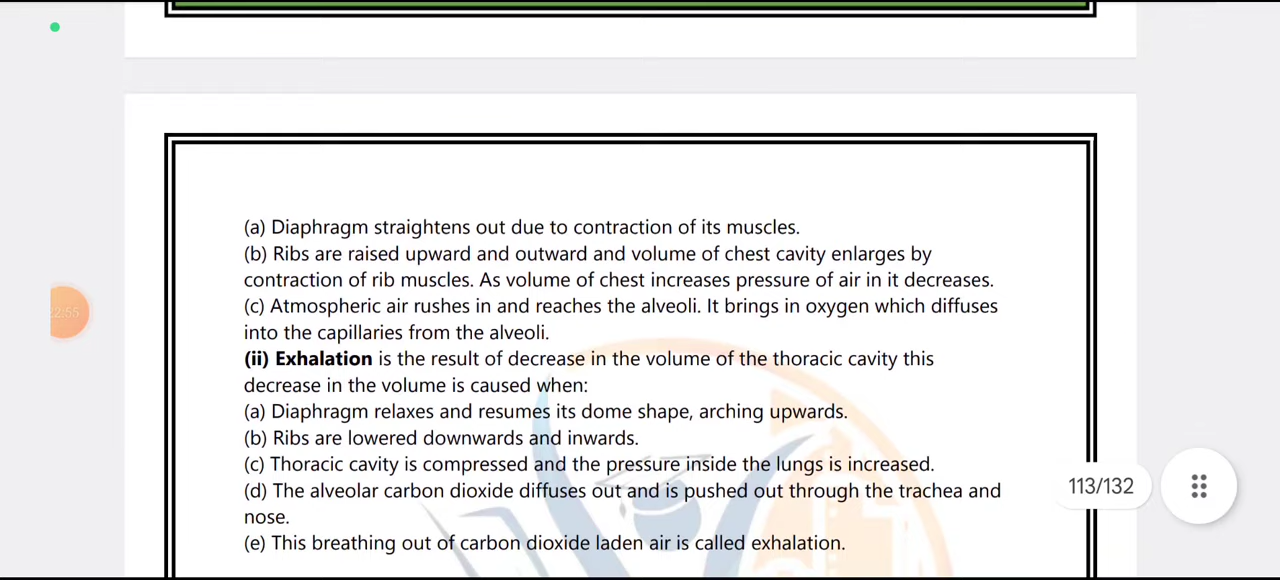 (a) Diaphragm straightens out due to contraction of its muscles.
(b) Ribs are raised upward and outward and volume of chest cavity enlarges by
contraction of rib muscles. As volume of chest increases pressure of air in it decreases.
(c) Atmospheric air rushes in and reaches the alveoli. It brings in oxygen which diffuses
into the capillaries from the alveoli.
(ii) Exhalation is the result of decrease in the volume of the thoracic cavity this
decrease in the volume is caused when:
(a) Diaphragm relaxes and resumes its dome shape, arching upwards.
(b) Ribs are lowered downwards and inwards.
(c) Thoracic cavity is compressed and the pressure inside the lungs is increased.
(d) The alveolar carbon dioxide diffuses out and is pushed out through the trachea and
nose.
(e) This breathing out of carbon dioxide laden air is called exhalation.
113/132